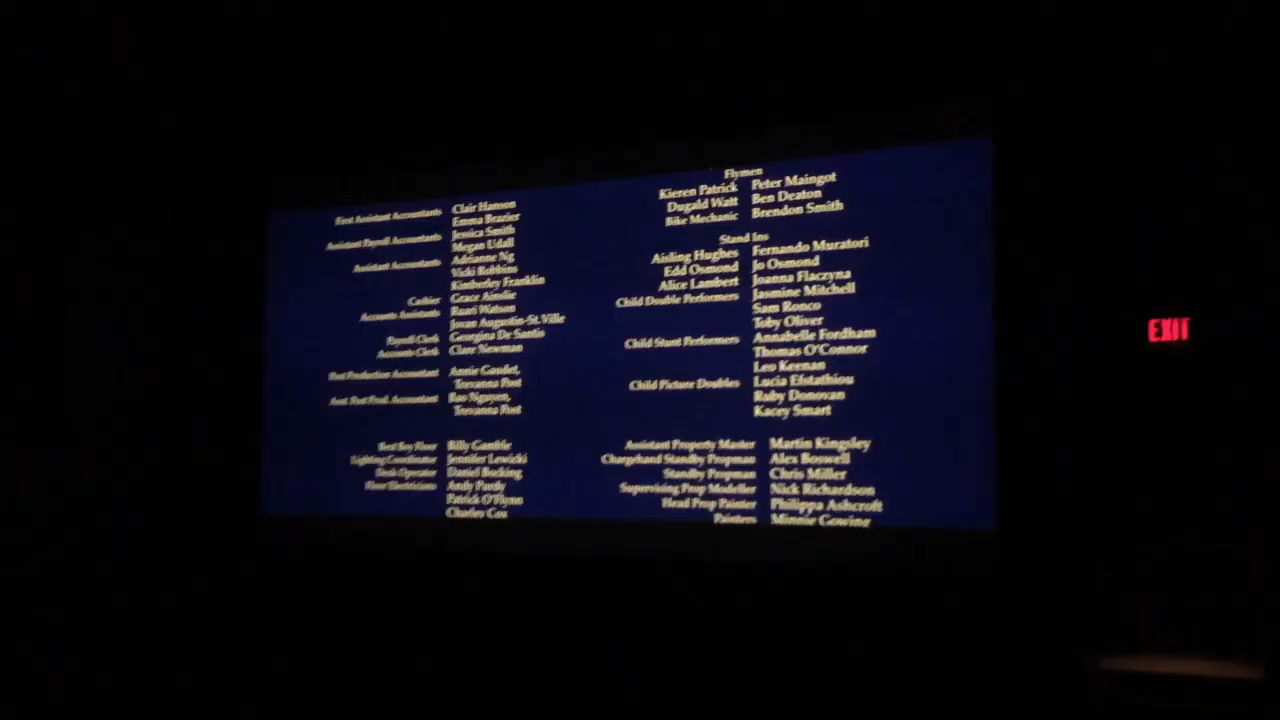 First Assistant Accountants Clair Hanson
Emma Brazier
Assistant Payroll Accountants Jessica Smith
Megan Udall
Assistant Accountants Adrianne Ng
Vicki Robbins
Kimberley Franklin
Cashier Grace Ainslie
Accounts Assistants Ruari Watson
Jovan Augustin-St.Ville
Payroll Clerk Georgina De Santis
Accounts Clerk Clare Newman
Post Production Accountant Annie Gaudet,
Trevanna Post
Asst. Post Prod. Accountant Bao Nguyen,
Trevanna Post
Best Boy Floor Billy Gamble
Lighting Coordinator Jennifer Lewicki
Desk Operator Daniel Bocking
Floor Electricians Andy Purdy
Patrick O'Flynn
Charley Cox
Flymen
Kieren Patrick Peter Maingot
Dugald Watt Ben Deaton
Bike Mechanic Brendon Smith
Stand Ins
Aisling Hughes Fernando Muratori
Edd Osmond Jo Osmond
Alice Lambert Joanna Flaczyna
Child Double Performers Jasmine Mitchell
Sam Ronco
Toby Oliver
Child Stunt Performers Annabelle Fordham
Thomas O'Connor
Leo Keenan
Child Picture Doubles Lucia Efstathiou
Ruby Donovan
Kacey Smart
Assistant Property Master Martin Kingsley
Chargehand Standby Propman Alex Boswell
Standby Propman Chris Miller
Supervising Prop Modeller Nick Richardson
Head Prop Painter Philippa Ashcroft
Painters Minnie Gowing
EXIT